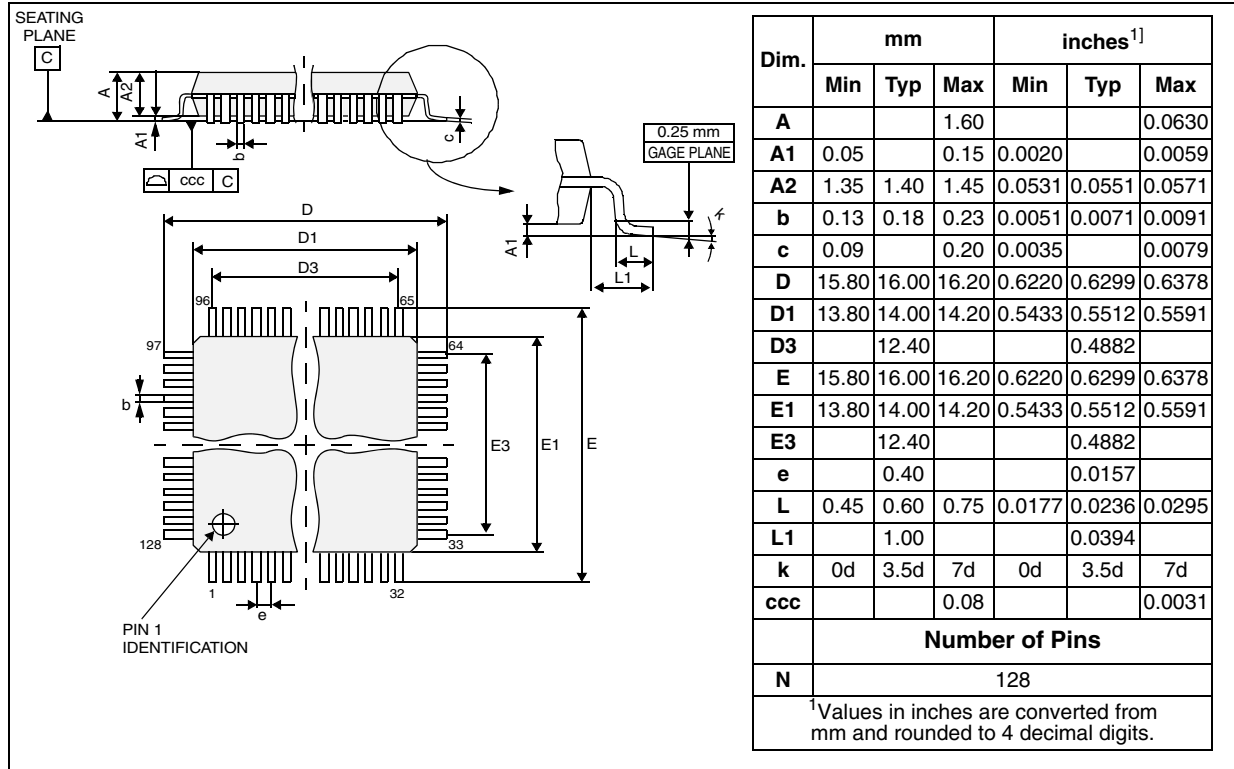 SEATING
PLANE
C
A
A2
A1
b
c
ccc C
0.25 mm
GAGE PLANE
A1
L
L1
k
D
D1
D3
96 65
97 64
b
E3 E1 E
128 33
1 32
e
PIN 1
IDENTIFICATION
Dim. mm inches1]
Min Typ Max Min Typ Max
A 1.60 0.0630
A1 0.05 0.15 0.0020 0.0059
A2 1.35 1.40 1.45 0.0531 0.0551 0.0571
b 0.13 0.18 0.23 0.0051 0.0071 0.0091
c 0.09 0.20 0.0035 0.0079
D 15.80 16.00 16.20 0.6220 0.6299 0.6378
D1 13.80 14.00 14.20 0.5433 0.5512 0.5591
D3 12.40 0.4882
E 15.80 16.00 16.20 0.6220 0.6299 0.6378
E1 13.80 14.00 14.20 0.5433 0.5512 0.5591
E3 12.40 0.4882
e 0.40 0.0157
L 0.45 0.60 0.75 0.0177 0.0236 0.0295
L1 1.00 0.0394
k 0d 3.5d 7d 0d 3.5d 7d
ccc 0.08 0.0031
Number of Pins
N 128
1Values in inches are converted from
mm and rounded to 4 decimal digits.